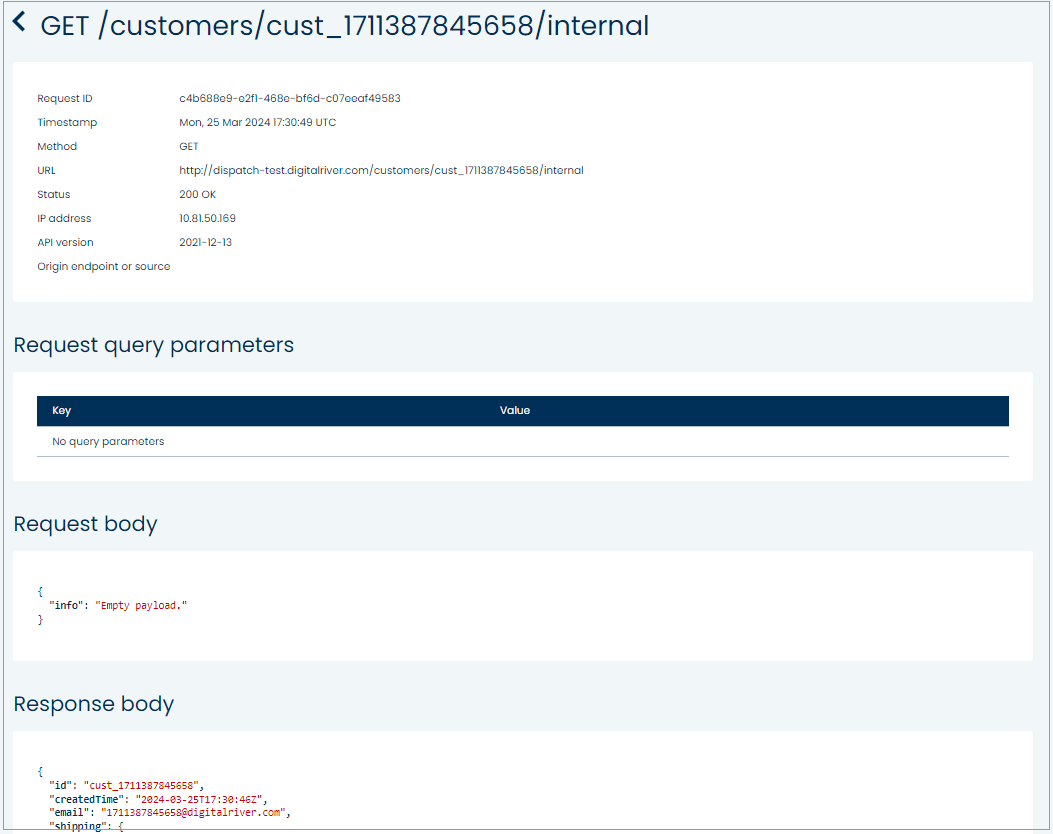 GET /customers/cust_1711387845658/internal
Request ID c4b688e9-e2f1-468e-bf6d-c07eeaf49583
Timestamp Mon, 25 Mar 2024 17:30:49 UTC
Method GET
URL http://dispatch-test.digitalriver.com/customers/cust_1711387845658/internal
Status 200 OK
IP address 10.81.50.169
API version 2021-12-13
Origin endpoint or source
Request query parameters
Key Value
No query parameters
Request body
{
"info": "Empty payload."
}
Response body
{
"id": "cust_1711387845658",
"createdTime": "2024-03-25T17:30:46Z",
"email": "1711387845658@digitalriver.com",
"shipping": {